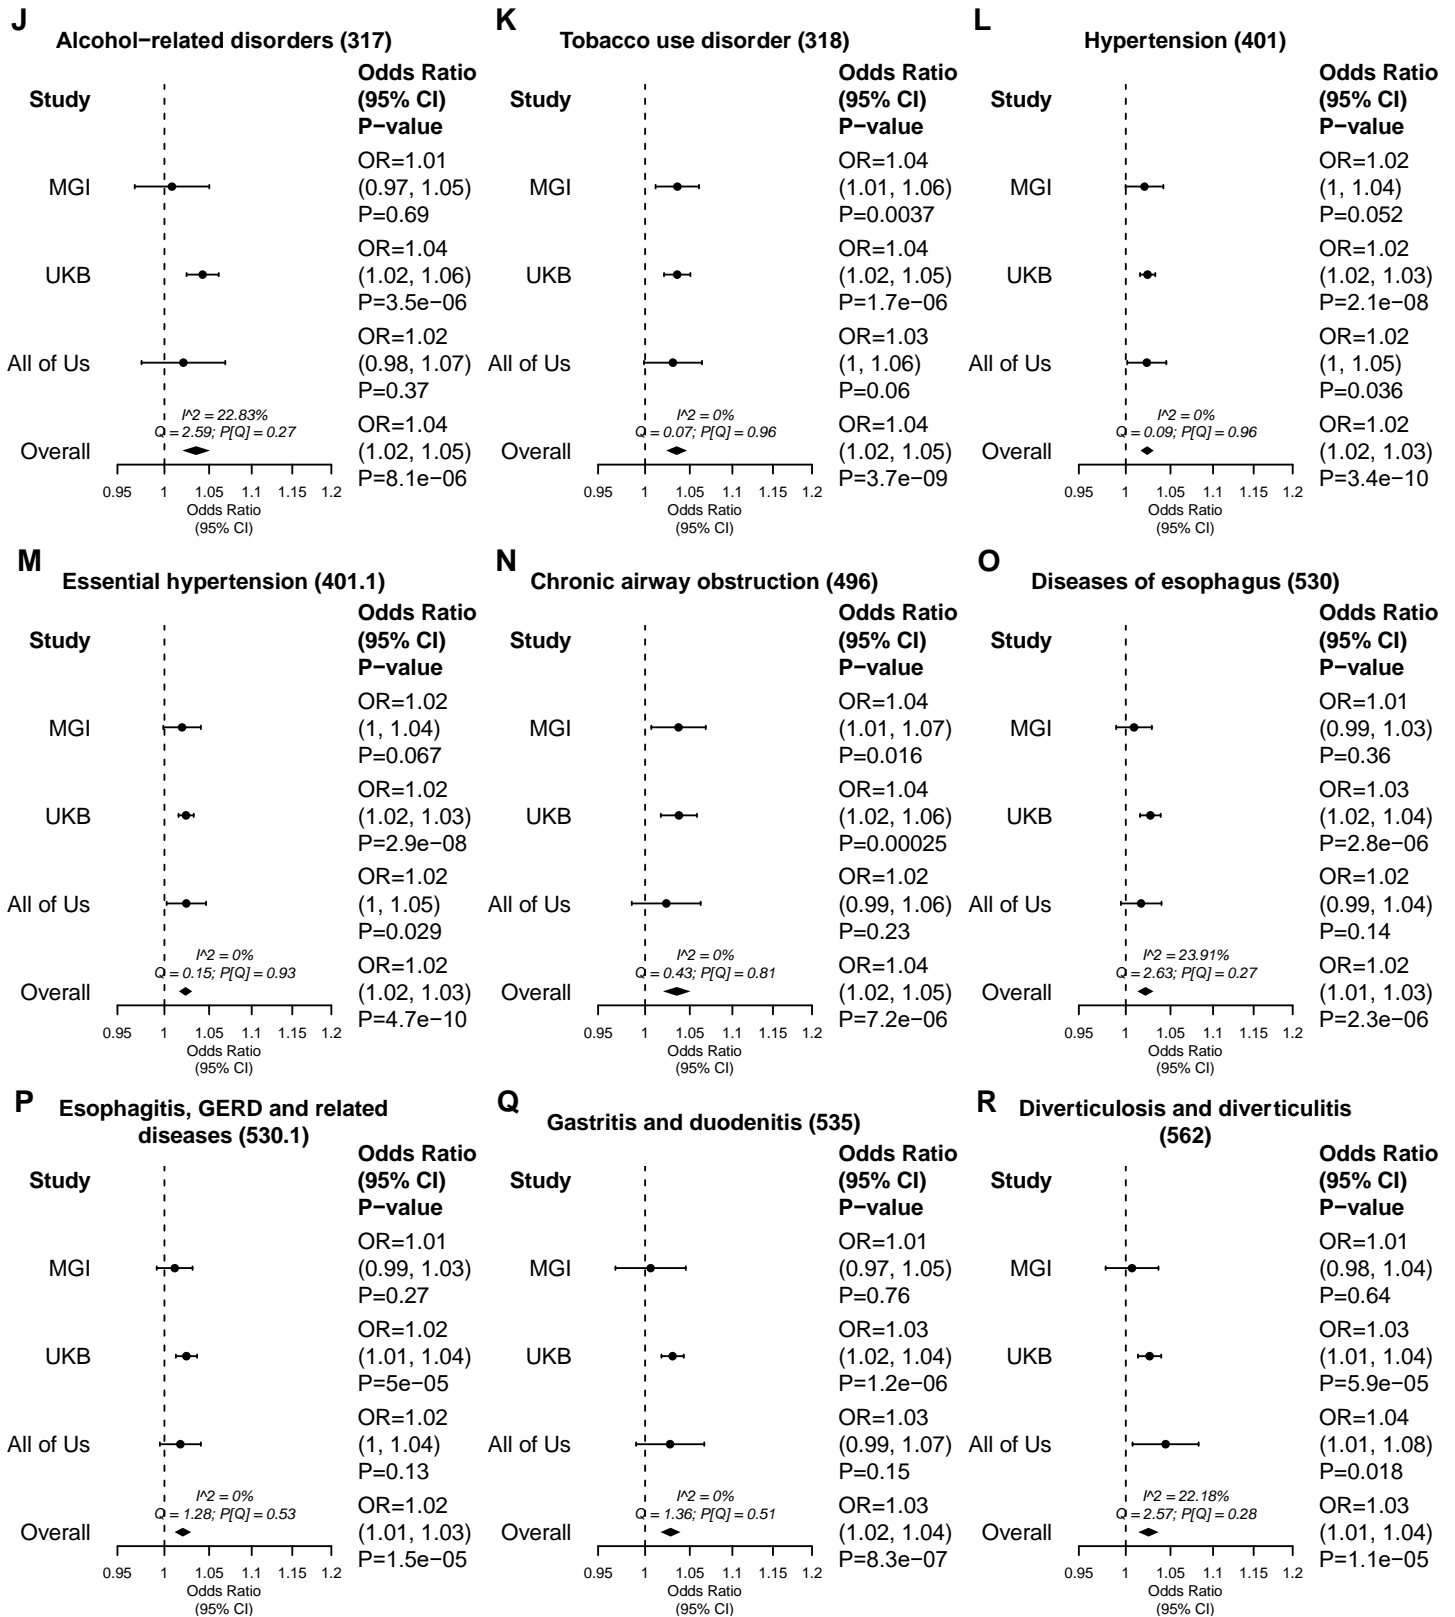 J
Alcohol−related disorders (317)
Study
Odds Ratio
(95% CI)
P−value
MGI
OR=1.01
(0.97, 1.05)
P=0.69
UKB
OR=1.04
(1.02, 1.06)
P=3.5e−06
All of Us
OR=1.02
(0.98, 1.07)
P=0.37
I^2 = 22.83%
Q = 2.59; P[Q] = 0.27
Overall
OR=1.04
(1.02, 1.05)
P=8.1e−06
0.95 1 1.05 1.1 1.15 1.2
Odds Ratio
(95% CI)
K
Tobacco use disorder (318)
Study
Odds Ratio
(95% CI)
P−value
MGI
OR=1.04
(1.01, 1.06)
P=0.0037
UKB
OR=1.04
(1.02, 1.05)
P=1.7e−06
All of Us
OR=1.03
(1, 1.06)
P=0.06
I^2 = 0%
Q = 0.07; P[Q] = 0.96
Overall
OR=1.04
(1.02, 1.05)
P=3.7e−09
0.95 1 1.05 1.1 1.15 1.2
Odds Ratio
(95% CI)
L
Hypertension (401)
Study
Odds Ratio
(95% CI)
P−value
MGI
OR=1.02
(1, 1.04)
P=0.052
UKB
OR=1.02
(1.02, 1.03)
P=2.1e−08
All of Us
OR=1.02
(1, 1.05)
P=0.036
I^2 = 0%
Q = 0.09; P[Q] = 0.96
Overall
OR=1.02
(1.02, 1.03)
P=3.4e−10
0.95 1 1.05 1.1 1.15 1.2
Odds Ratio
(95% CI)
M
Essential hypertension (401.1)
Study
Odds Ratio
(95% CI)
P−value
MGI
OR=1.02
(1, 1.04)
P=0.067
UKB
OR=1.02
(1.02, 1.03)
P=2.9e−08
All of Us
OR=1.02
(1, 1.05)
P=0.029
I^2 = 0%
Q = 0.15; P[Q] = 0.93
Overall
OR=1.02
(1.02, 1.03)
P=4.7e−10
0.95 1 1.05 1.1 1.15 1.2
Odds Ratio
(95% CI)
N
Chronic airway obstruction (496)
Study
Odds Ratio
(95% CI)
P−value
MGI
OR=1.04
(1.01, 1.07)
P=0.016
UKB
OR=1.04
(1.02, 1.06)
P=0.00025
All of Us
OR=1.02
(0.99, 1.06)
P=0.23
I^2 = 0%
Q = 0.43; P[Q] = 0.81
Overall
OR=1.04
(1.02, 1.05)
P=7.2e−06
0.95 1 1.05 1.1 1.15 1.2
Odds Ratio
(95% CI)
O
Diseases of esophagus (530)
Study
Odds Ratio
(95% CI)
P−value
MGI
OR=1.01
(0.99, 1.03)
P=0.36
UKB
OR=1.03
(1.02, 1.04)
P=2.8e−06
All of Us
OR=1.02
(0.99, 1.04)
P=0.14
I^2 = 23.91%
Q = 2.63; P[Q] = 0.27
Overall
OR=1.02
(1.01, 1.03)
P=2.3e−06
0.95 1 1.05 1.1 1.15 1.2
Odds Ratio
(95% CI)
P
Esophagitis, GERD and related
diseases (530.1)
Study
Odds Ratio
(95% CI)
P−value
MGI
OR=1.01
(0.99, 1.03)
P=0.27
UKB
OR=1.02
(1.01, 1.04)
P=5e−05
All of Us
OR=1.02
(1, 1.04)
P=0.13
I^2 = 0%
Q = 1.28; P[Q] = 0.53
Overall
OR=1.02
(1.01, 1.03)
P=1.5e−05
0.95 1 1.05 1.1 1.15 1.2
Odds Ratio
(95% CI)
Q
Gastritis and duodenitis (535)
Study
Odds Ratio
(95% CI)
P−value
MGI
OR=1.01
(0.97, 1.05)
P=0.76
UKB
OR=1.03
(1.02, 1.04)
P=1.2e−06
All of Us
OR=1.03
(0.99, 1.07)
P=0.15
I^2 = 0%
Q = 1.36; P[Q] = 0.51
Overall
OR=1.03
(1.02, 1.04)
P=8.3e−07
0.95 1 1.05 1.1 1.15 1.2
Odds Ratio
(95% CI)
R
Diverticulosis and diverticulitis
(562)
Study
Odds Ratio
(95% CI)
P−value
MGI
OR=1.01
(0.98, 1.04)
P=0.64
UKB
OR=1.03
(1.01, 1.04)
P=5.9e−05
All of Us
OR=1.04
(1.01, 1.08)
P=0.018
I^2 = 22.18%
Q = 2.57; P[Q] = 0.28
Overall
OR=1.03
(1.01, 1.04)
P=1.1e−05
0.95 1 1.05 1.1 1.15 1.2
Odds Ratio
(95% CI)